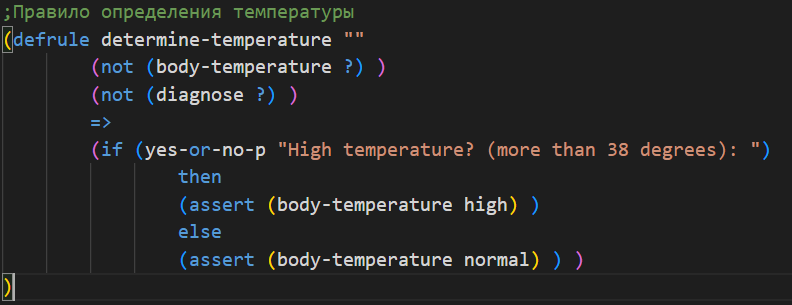 ;Правило определения температуры
(defrule determine-temperature ""
(not (body-temperature ?) )
(not (diagnose ?) )
=>
(if (yes-or-no-p "High temperature? (more than 38 degrees): ")
then
(assert (body-temperature high) )
else
(assert (body-temperature normal) ) )
)